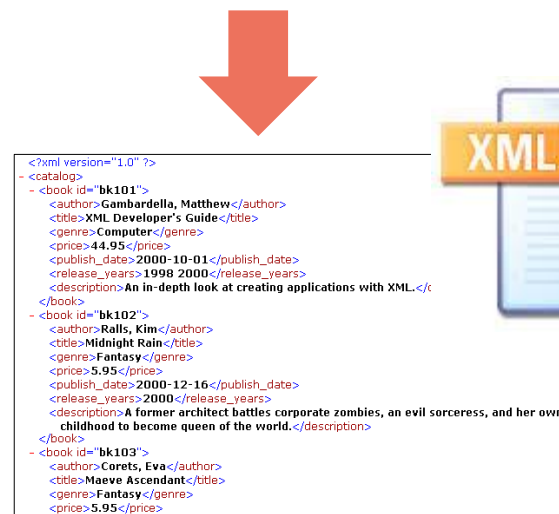 XML
<?xml version="1.0" ?>
- <catalog>
- <book id="bk101">
<author>Gambardella, Matthew</author>
<title>XML Developer's Guide</title>
<genre>Computer</genre>
<price>44.95</price>
<publish_date>2000-10-01</publish_date>
<release_years>1998 2000</release_years>
<description>An in-depth look at creating applications with XML.</
</book>
- <book id="bk102">
<author>Ralls, Kim</author>
<title>Midnight Rain</title>
<genre>Fantasy</genre>
<price>5.95</price>
<publish_date>2000-12-16</publish_date>
<release_years>2000</release_years>
<description>A former architect battles corporate zombies, an evil sorceress, and her own
childhood to become queen of the world.</description>
</book>
- <book id="bk103">
<author>Corets, Eva</author>
<title>Maeve Ascendant</title>
<genre>Fantasy</genre>
<price>5.95</price>